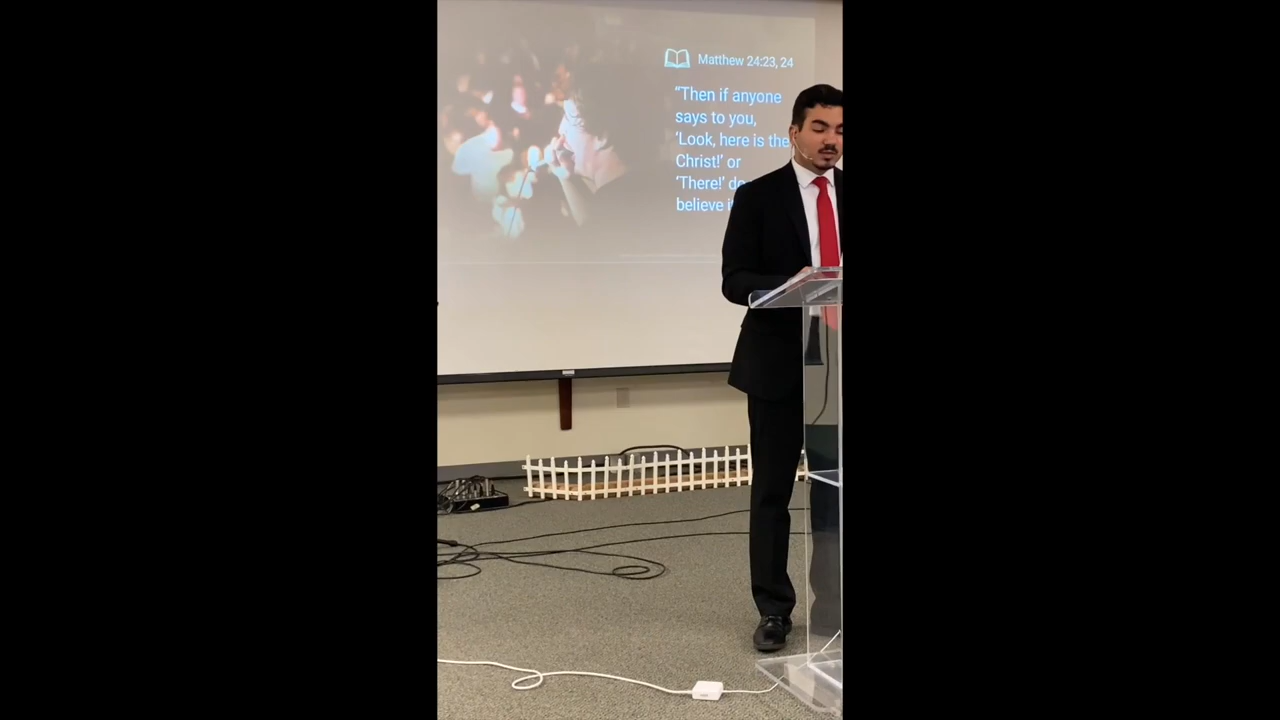 Matthew 24:23, 24
“Then if anyone
says to you,
‘Look, here is the
Christ!’ or
‘There!’
believe